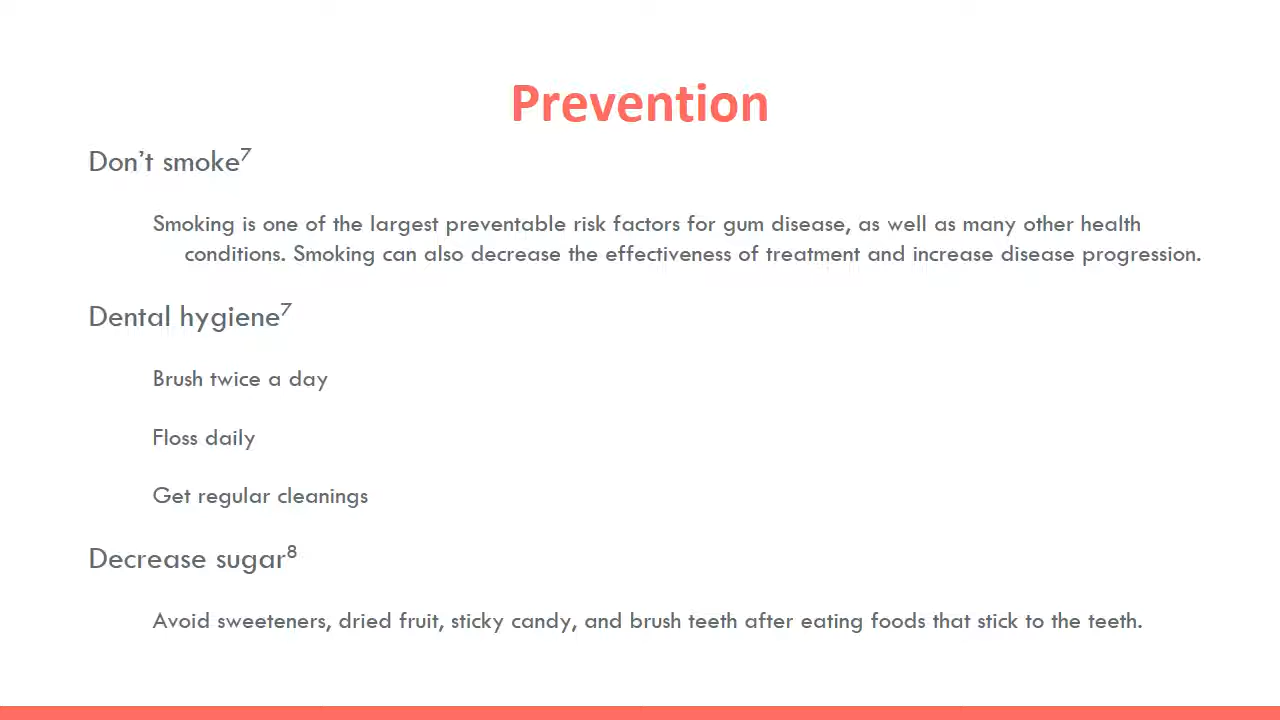 Prevention
Don't smoke⁷
Smoking is one of the largest preventable risk factors for gum disease, as well as many other health
conditions. Smoking can also decrease the effectiveness of treatment and increase disease progression.
Dental hygiene⁷
Brush twice a day
Floss daily
Get regular cleanings
Decrease sugar⁸
Avoid sweeteners, dried fruit, sticky candy, and brush teeth after eating foods that stick to the teeth.